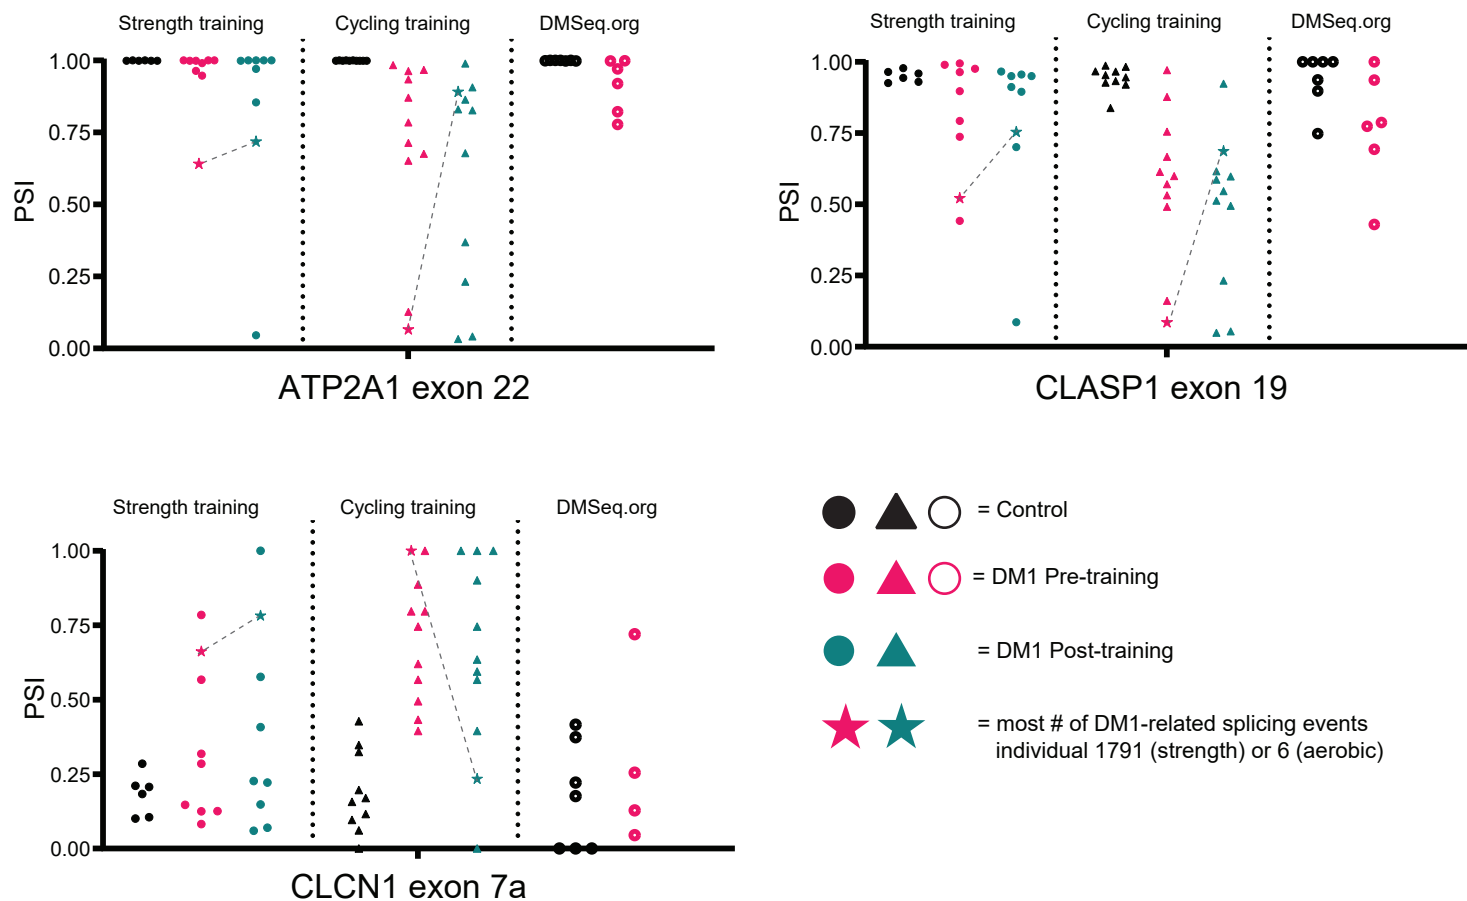 Strength training
Cycling training
DMSeq.org
1.00
0.75
0.50
0.25
0.00
PSI
ATP2A1 exon 22
Strength training
Cycling training
DMSeq.org
1.00
0.75
0.50
0.25
0.00
PSI
CLASP1 exon 19
Strength training
Cycling training
DMSeq.org
1.00
0.75
0.50
0.25
0.00
PSI
CLCN1 exon 7a
= Control
= DM1 Pre-training
= DM1 Post-training
= most # of DM1-related splicing events
individual 1791 (strength) or 6 (aerobic)